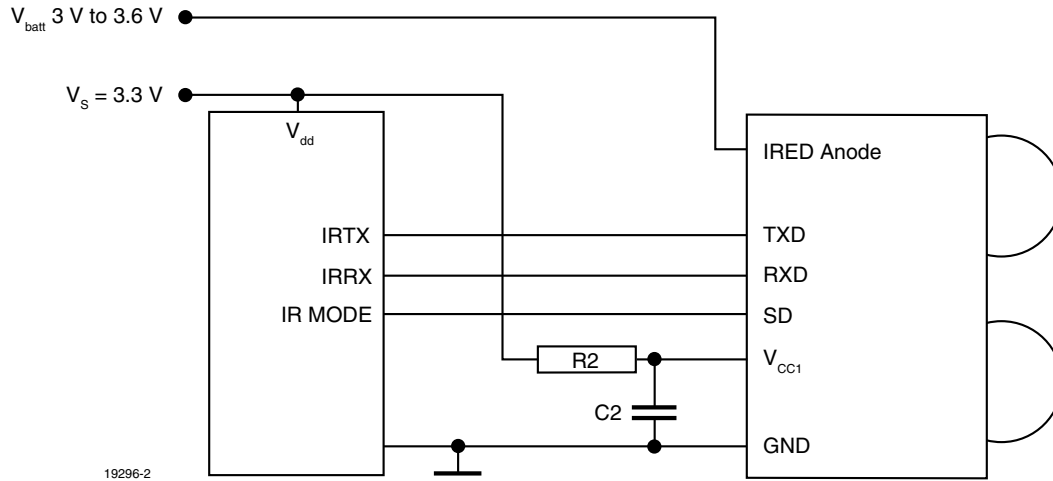 V_batt 3 V to 3.6 V
V_S = 3.3 V
V_dd
IRED Anode
IRTX
TXD
IRRX
RXD
IR MODE
SD
R2
V_CC1
C2
GND
19296-2